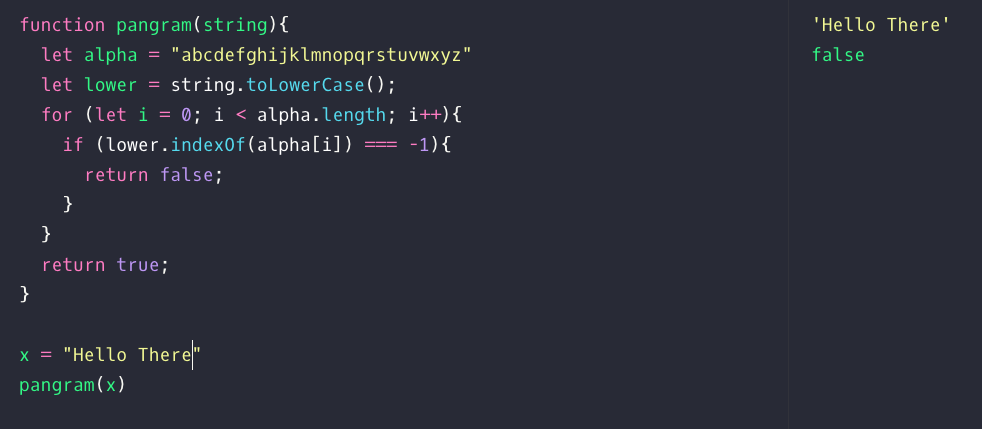 function pangram(string){
  let alpha = "abcdefghijklmnopqrstuvwxyz"
  let lower = string.toLowerCase();
  for (let i = 0; i < alpha.length; i++){
    if (lower.indexOf(alpha[i]) === -1){
      return false;
    }
  }
  return true;
}

x = "Hello There"
pangram(x)
'Hello There'
false